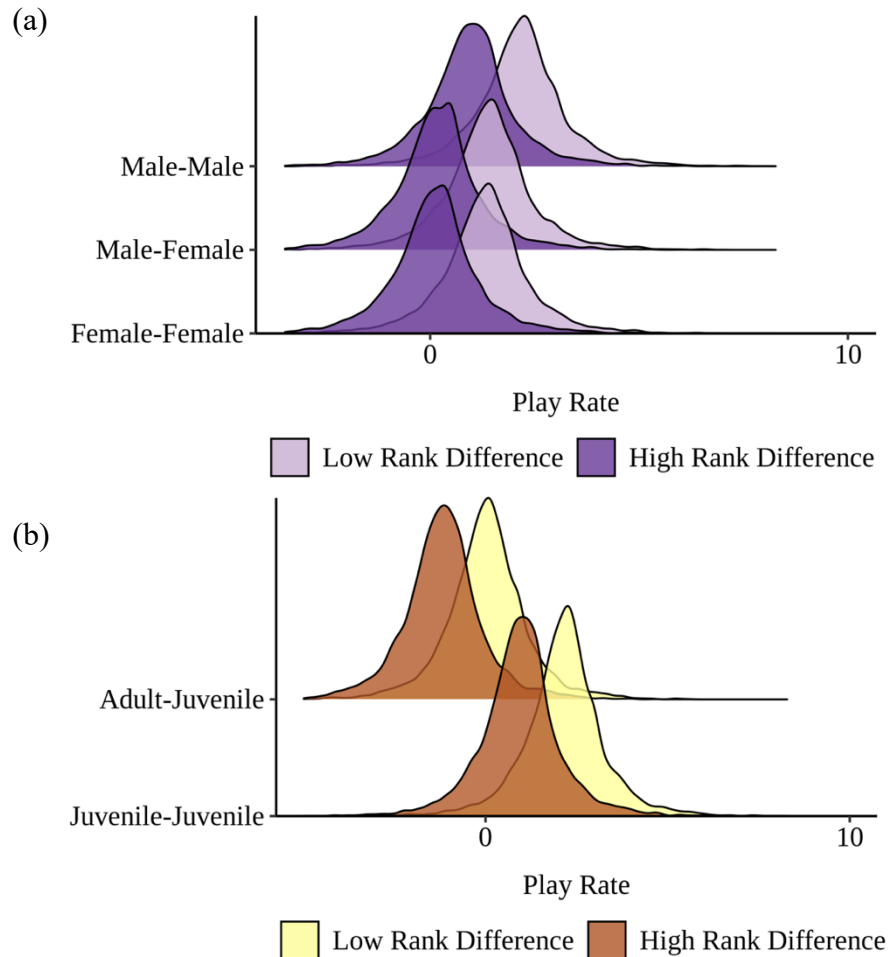 (a)
Male-Male
Male-Female
Female-Female
0 10
Play Rate
Low Rank Difference High Rank Difference
(b)
Adult-Juvenile
Juvenile-Juvenile
0 10
Play Rate
Low Rank Difference High Rank Difference